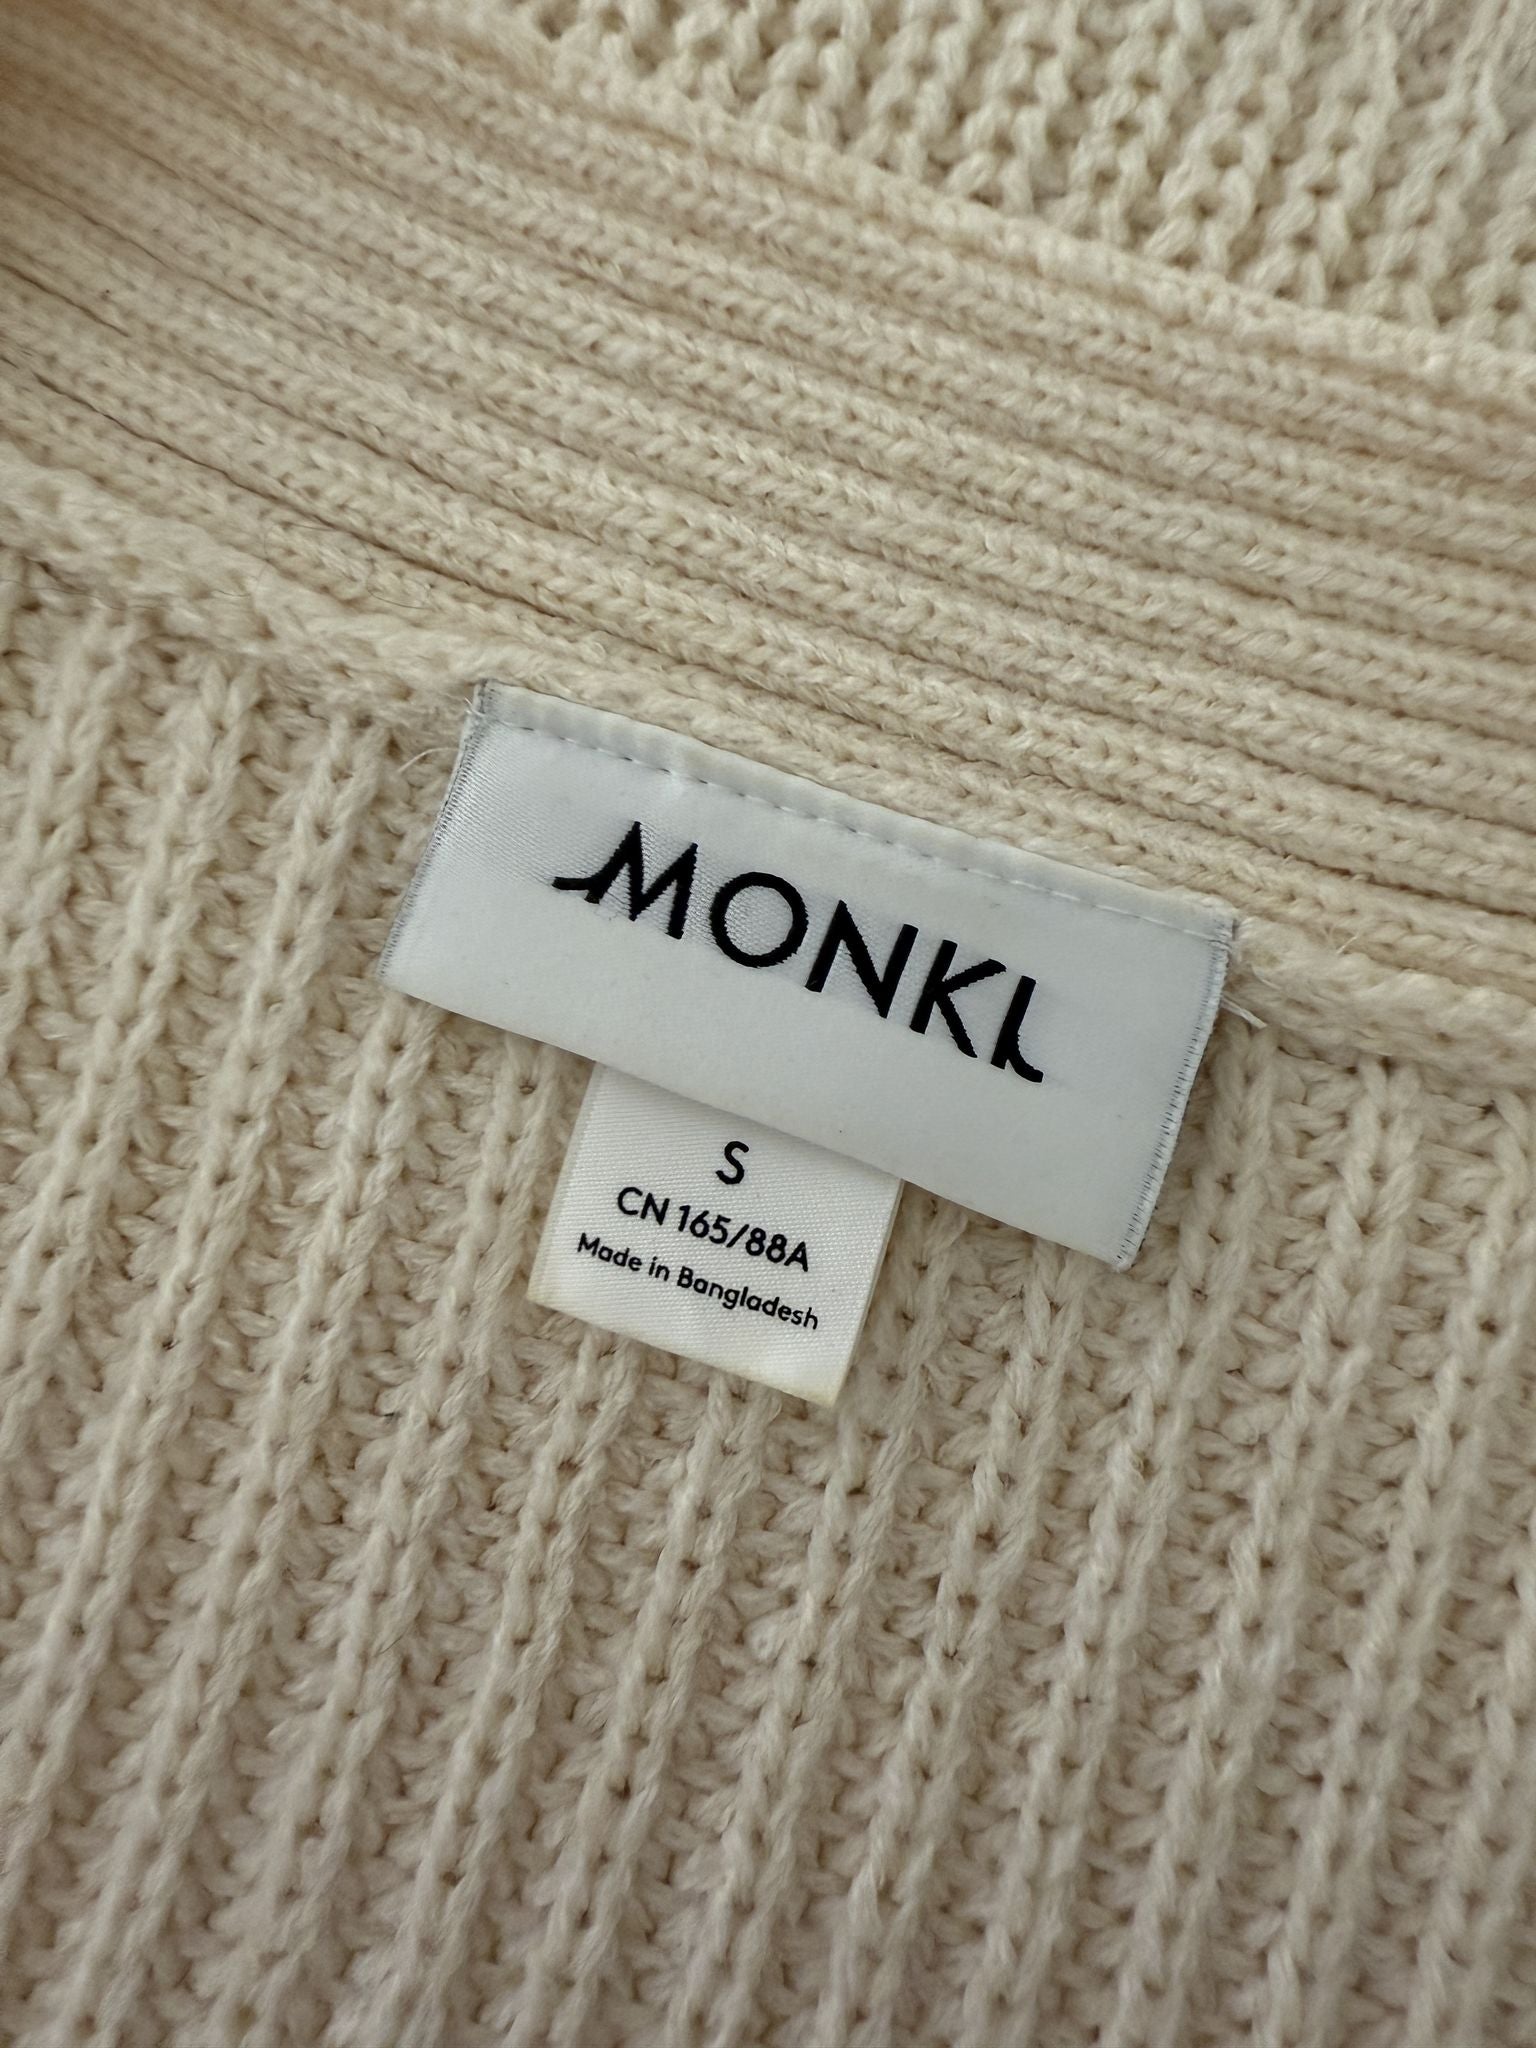 MONKI
S
CN 165/88A
Made in Bangladesh